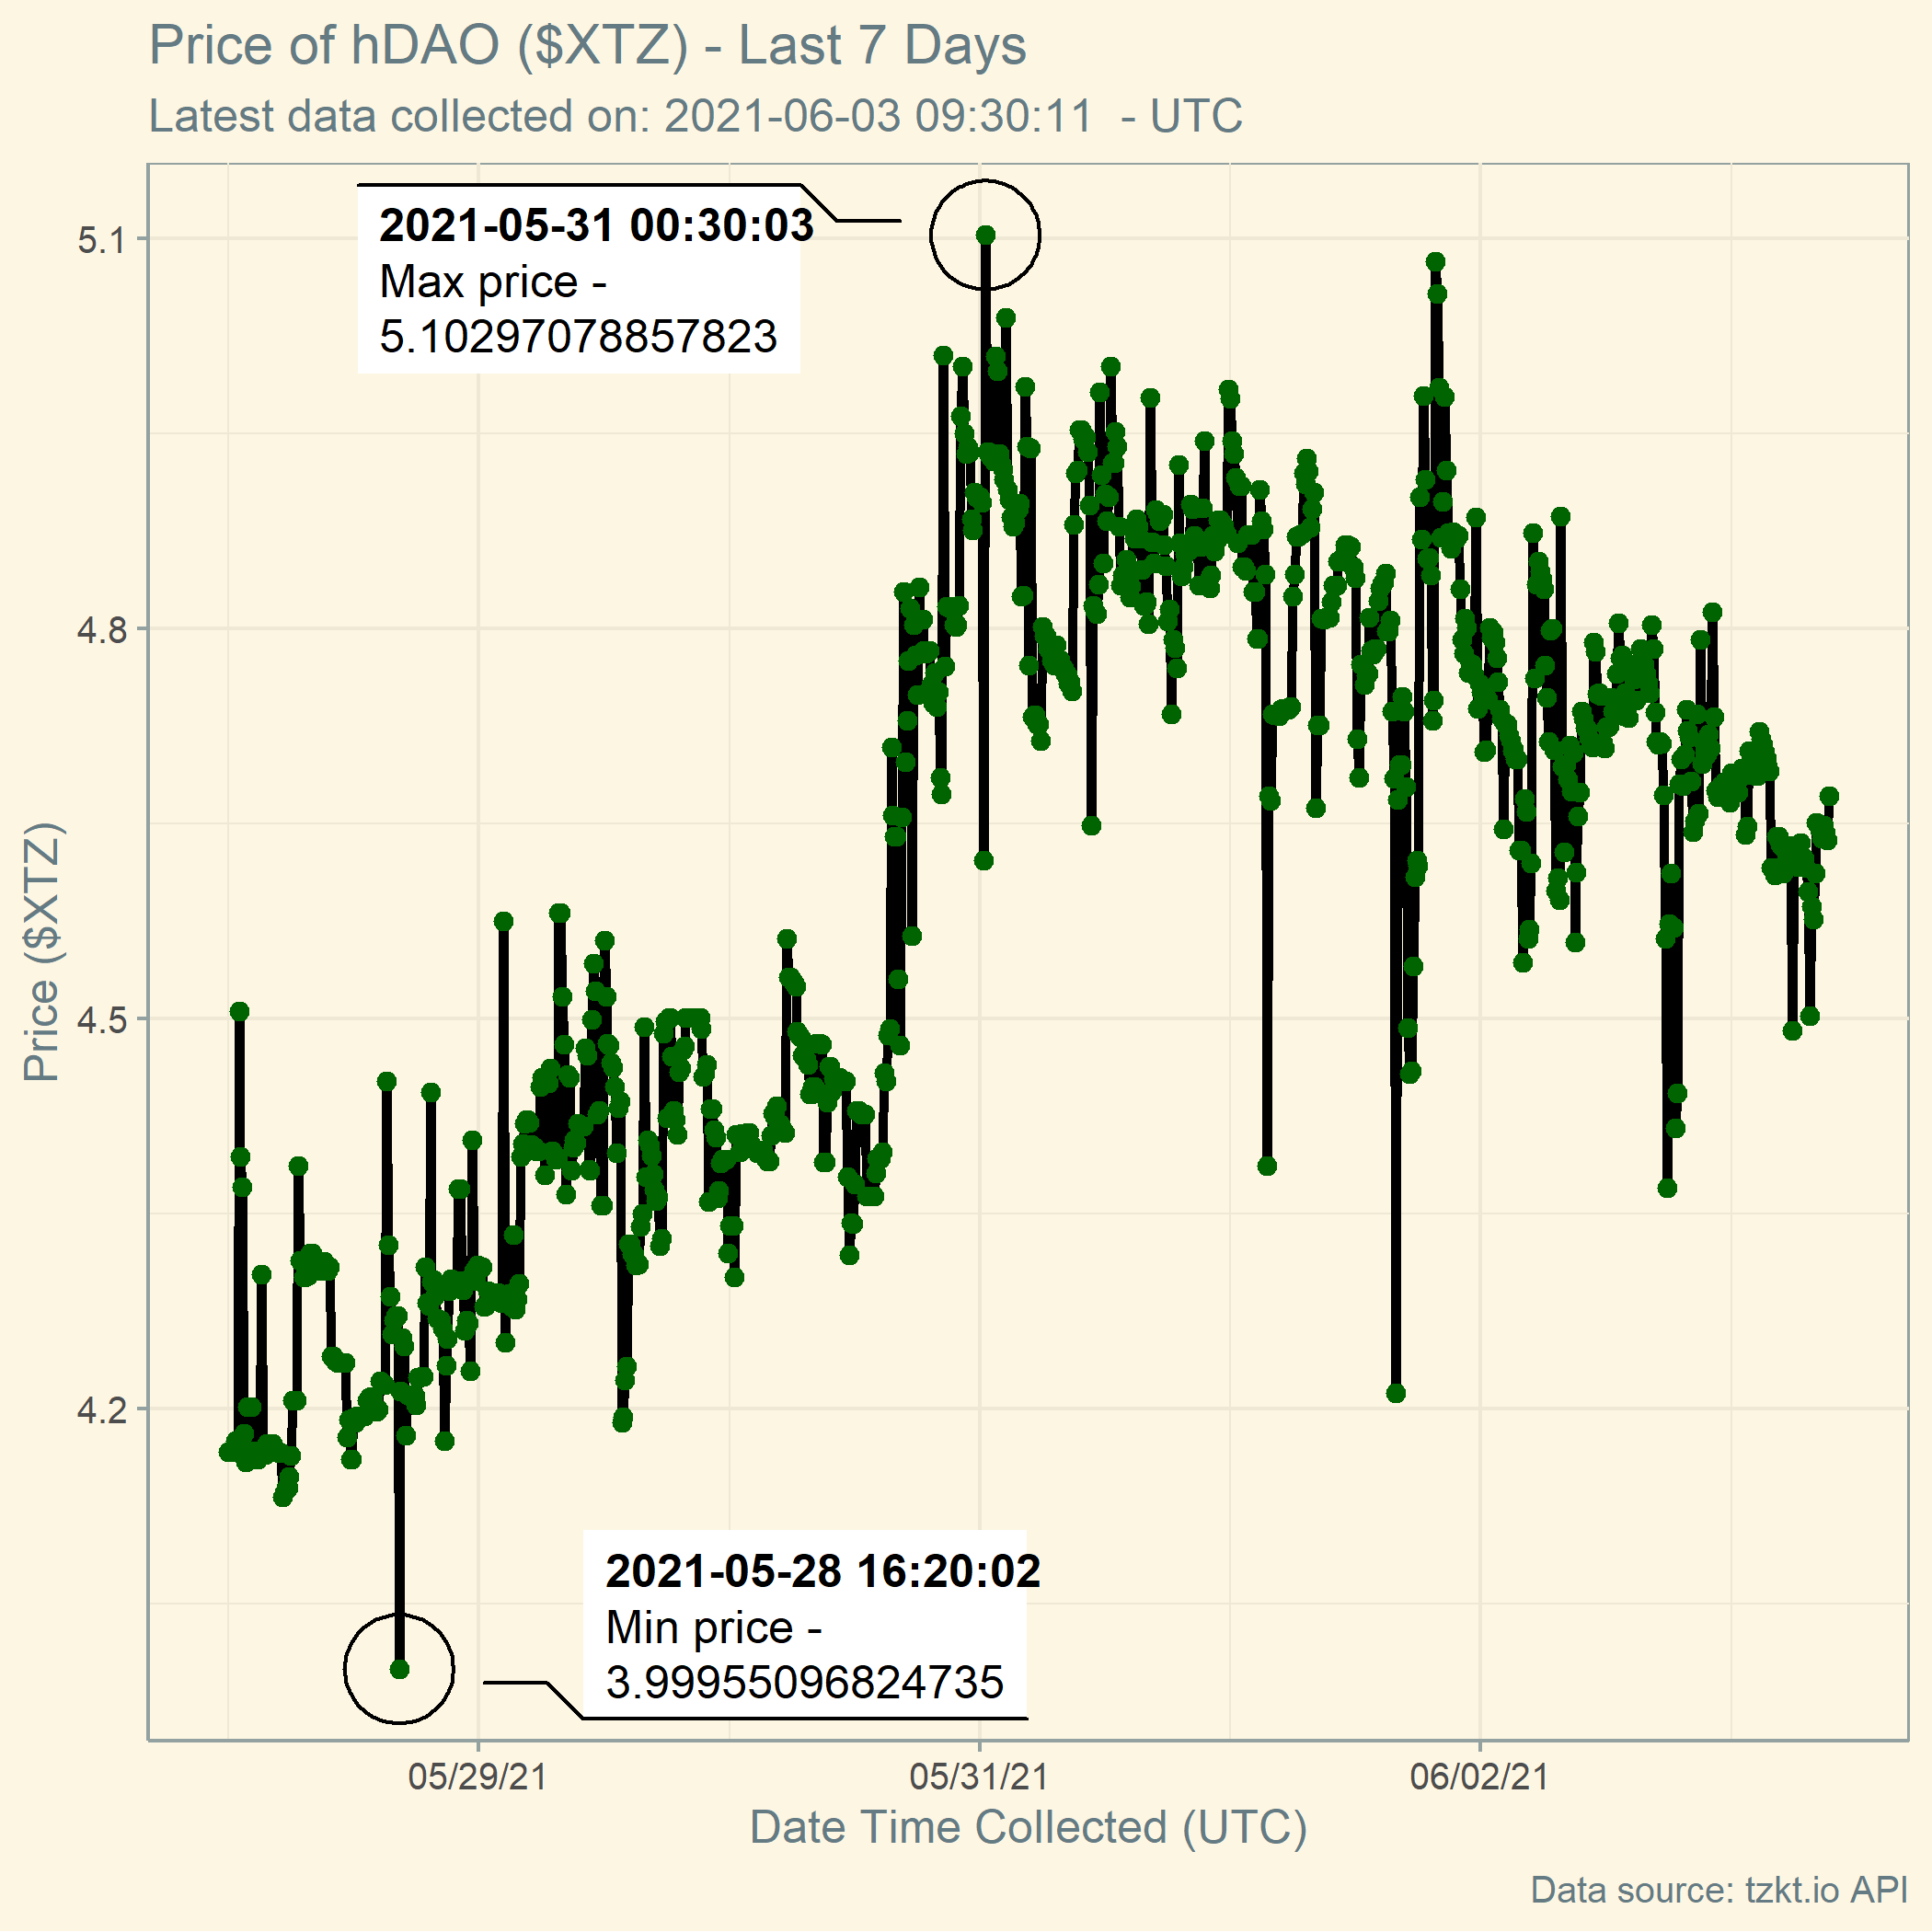 Price of hDAO ($XTZ) - Last 7 Days
Latest data collected on: 2021-06-03 09:30:11  - UTC
2021-05-31 00:30:03
Max price -
5.10297078857823
5.1
4.8
4.5
4.2
Price ($XTZ)
2021-05-28 16:20:02
Min price -
3.99955096824735
05/29/21
05/31/21
06/02/21
Date Time Collected (UTC)
Data source: tzkt.io API